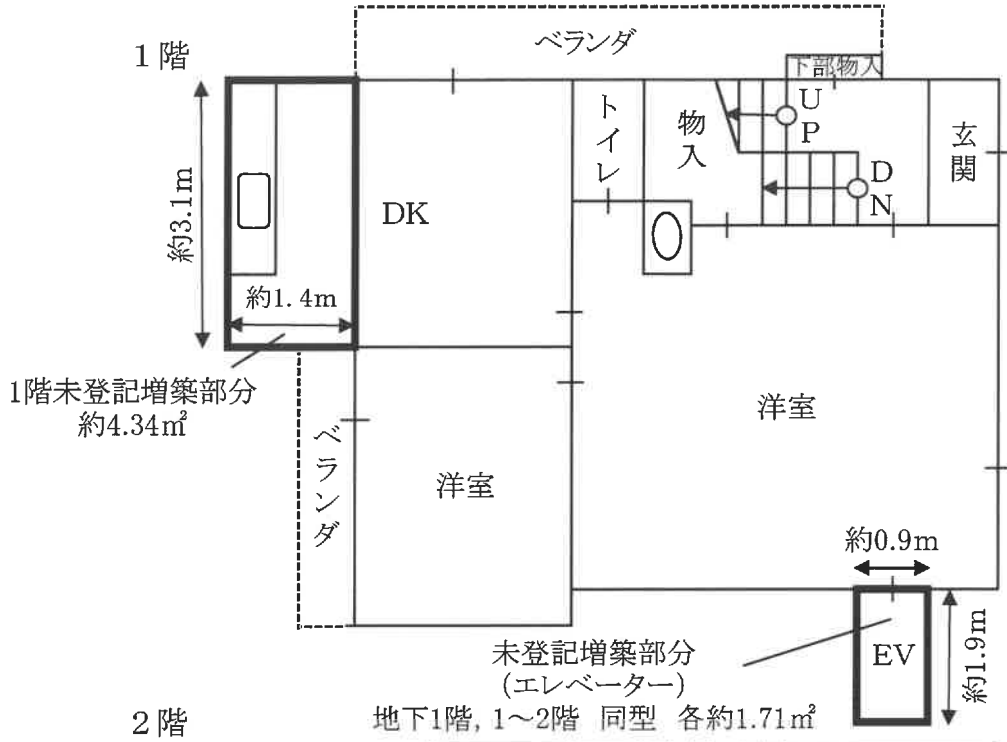 1階
ベランダ
下部物入
UP
DN
トイレ
物入
玄関
約3.1m
DK
約1.4m
1階未登記増築部分
約4.34㎡
ベランダ
洋室
洋室
約0.9m
EV
約1.9m
未登記増築部分
(エレベーター)
地下1階, 1～2階 同型 各約1.71㎡
2階